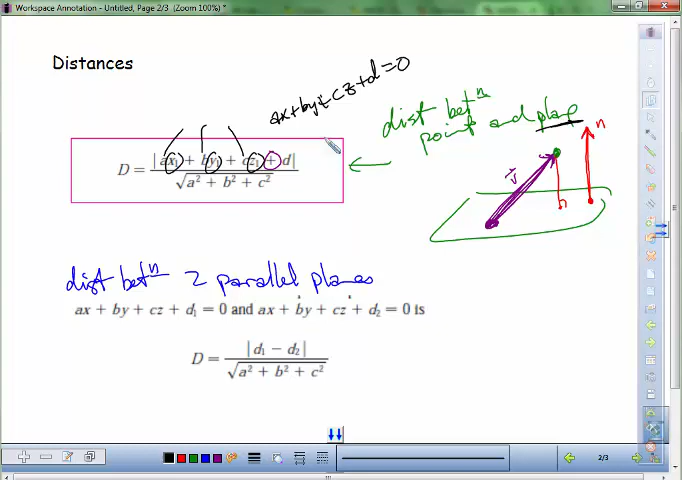 Workspace Annotation - Untitled, Page 2/3 (Zoom 100%) *
Distances
ax+by+cz+d=0
dist betⁿ
point and plane
n
D = |ax₁ + by₁ + cz₁ + d| / √a² + b² + c²
h
dist betⁿ 2 parallel planes
ax + by + cz + d₁ = 0 and ax + by + cz + d₂ = 0 is
D = |d₁ − d₂| / √a² + b² + c²
2/3